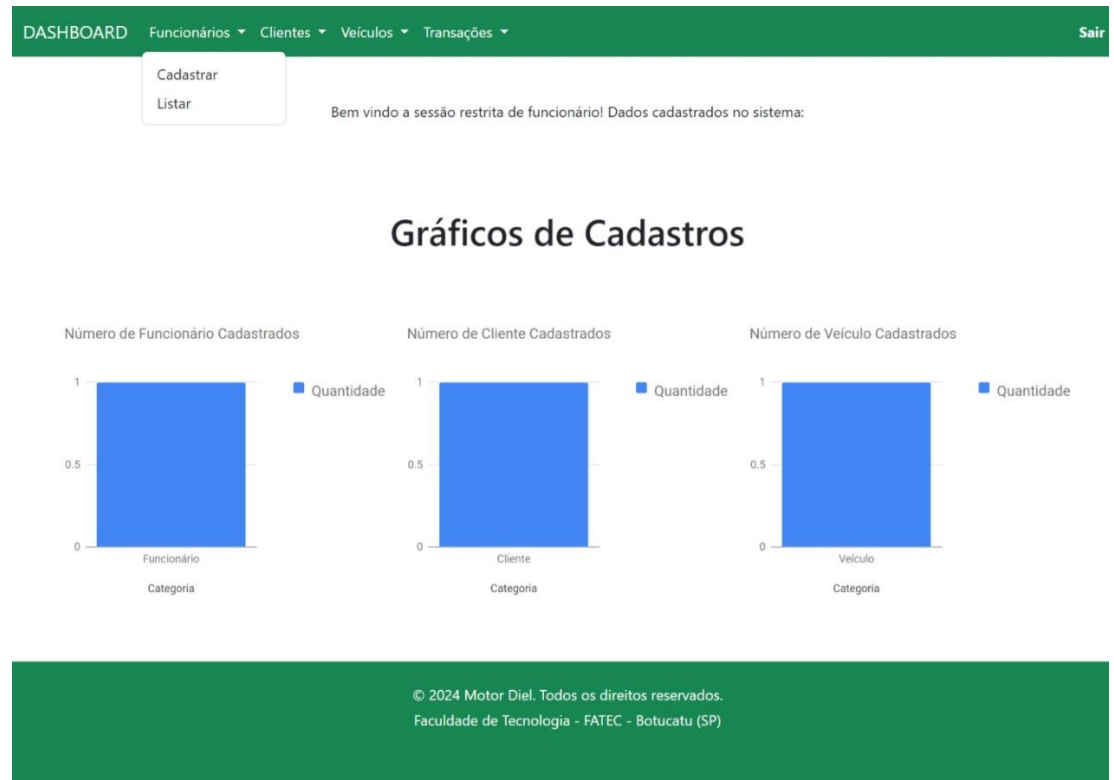 DASHBOARD Funcionários Clientes Veículos Transações Sair
Cadastrar
Listar
Bem vindo a sessão restrita de funcionário! Dados cadastrados no sistema:
Gráficos de Cadastros
Número de Funcionário Cadastrados
1
0.5
0
Quantidade
Funcionário
Categoria
Número de Cliente Cadastrados
1
0.5
0
Quantidade
Cliente
Categoria
Número de Veículo Cadastrados
1
0.5
0
Quantidade
Veículo
Categoria
© 2024 Motor Diel. Todos os direitos reservados.
Faculdade de Tecnologia - FATEC - Botucatu (SP)